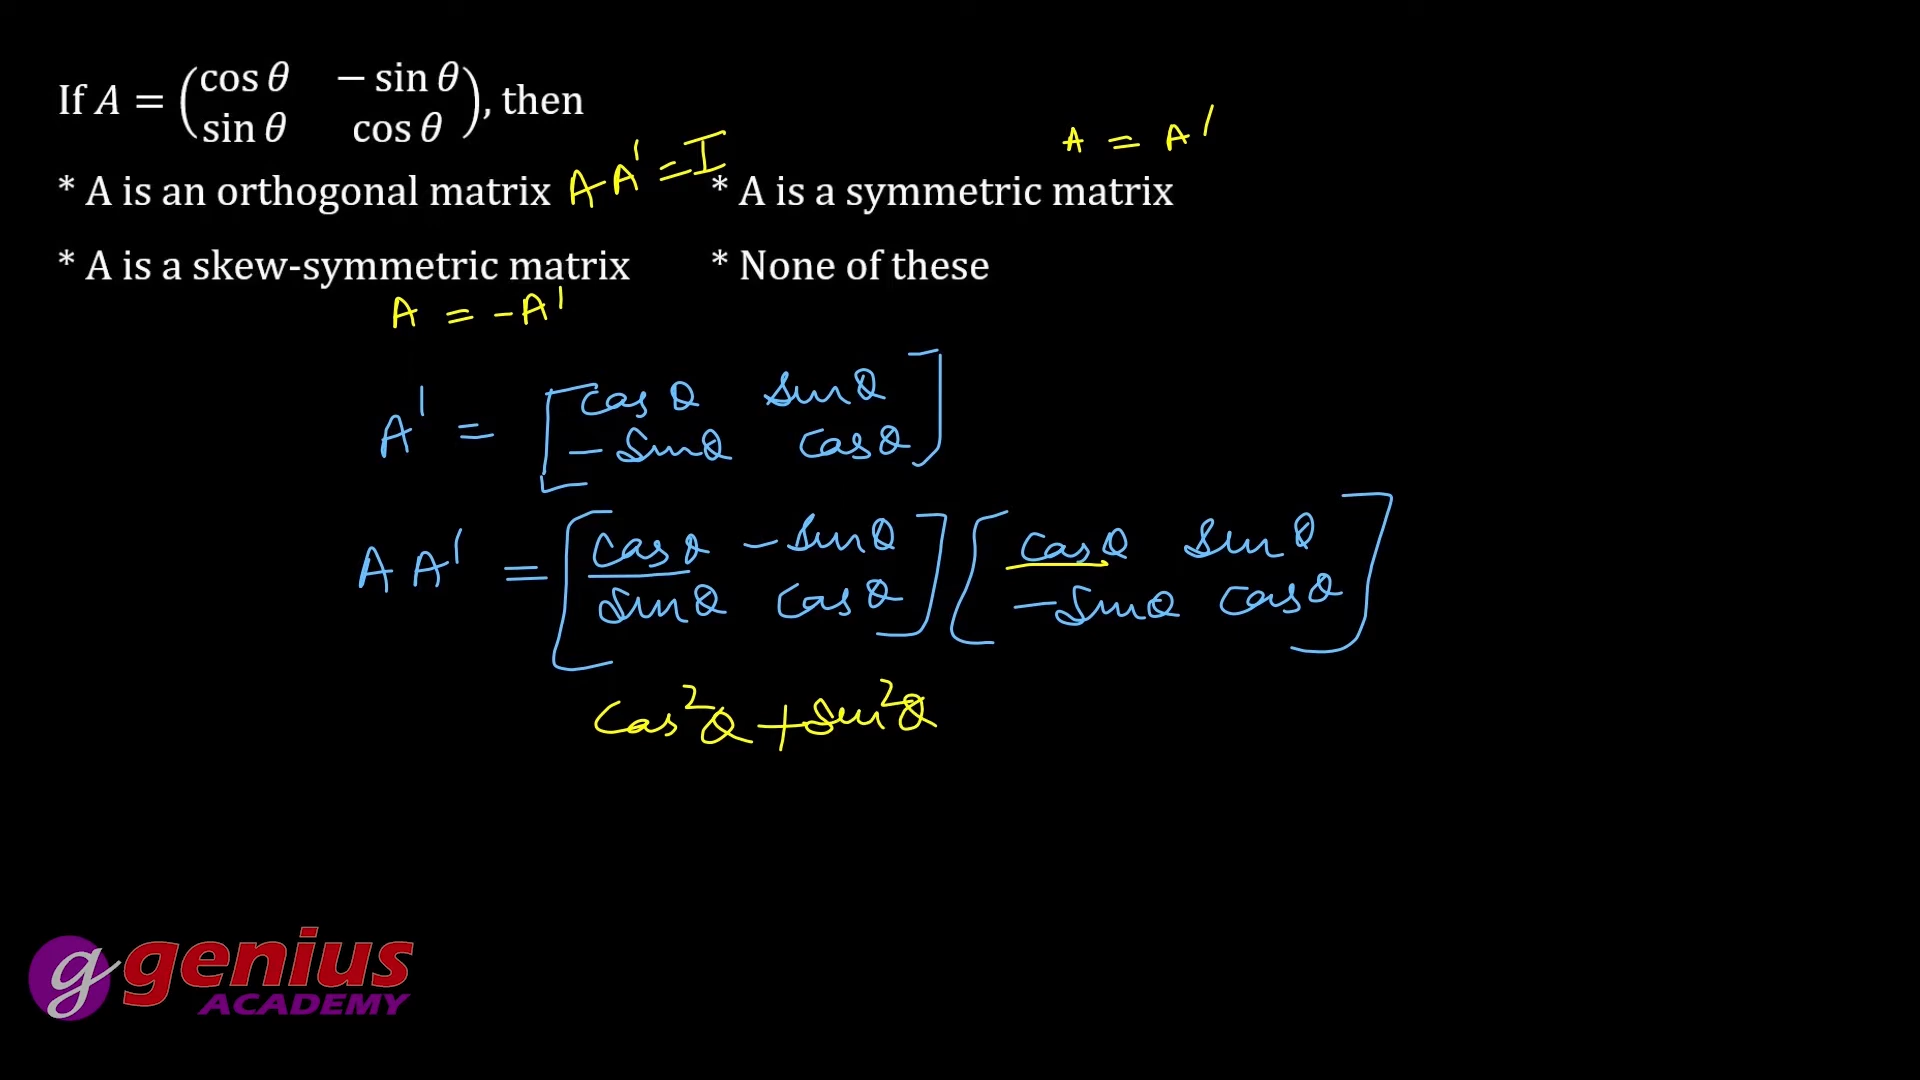 If A = (cos θ − sin θ
sin θ cos θ), then
* A is an orthogonal matrix AA' = I * A is a symmetric matrix A = A'
* A is a skew-symmetric matrix * None of these
A = -A'
A' = [cos θ sin θ
- sin θ cos θ]
A A' = [cos θ - sin θ] [cos θ sin θ]
[sin θ cos θ] [- sin θ cos θ]
cos²θ + sin²θ
g genius
ACADEMY